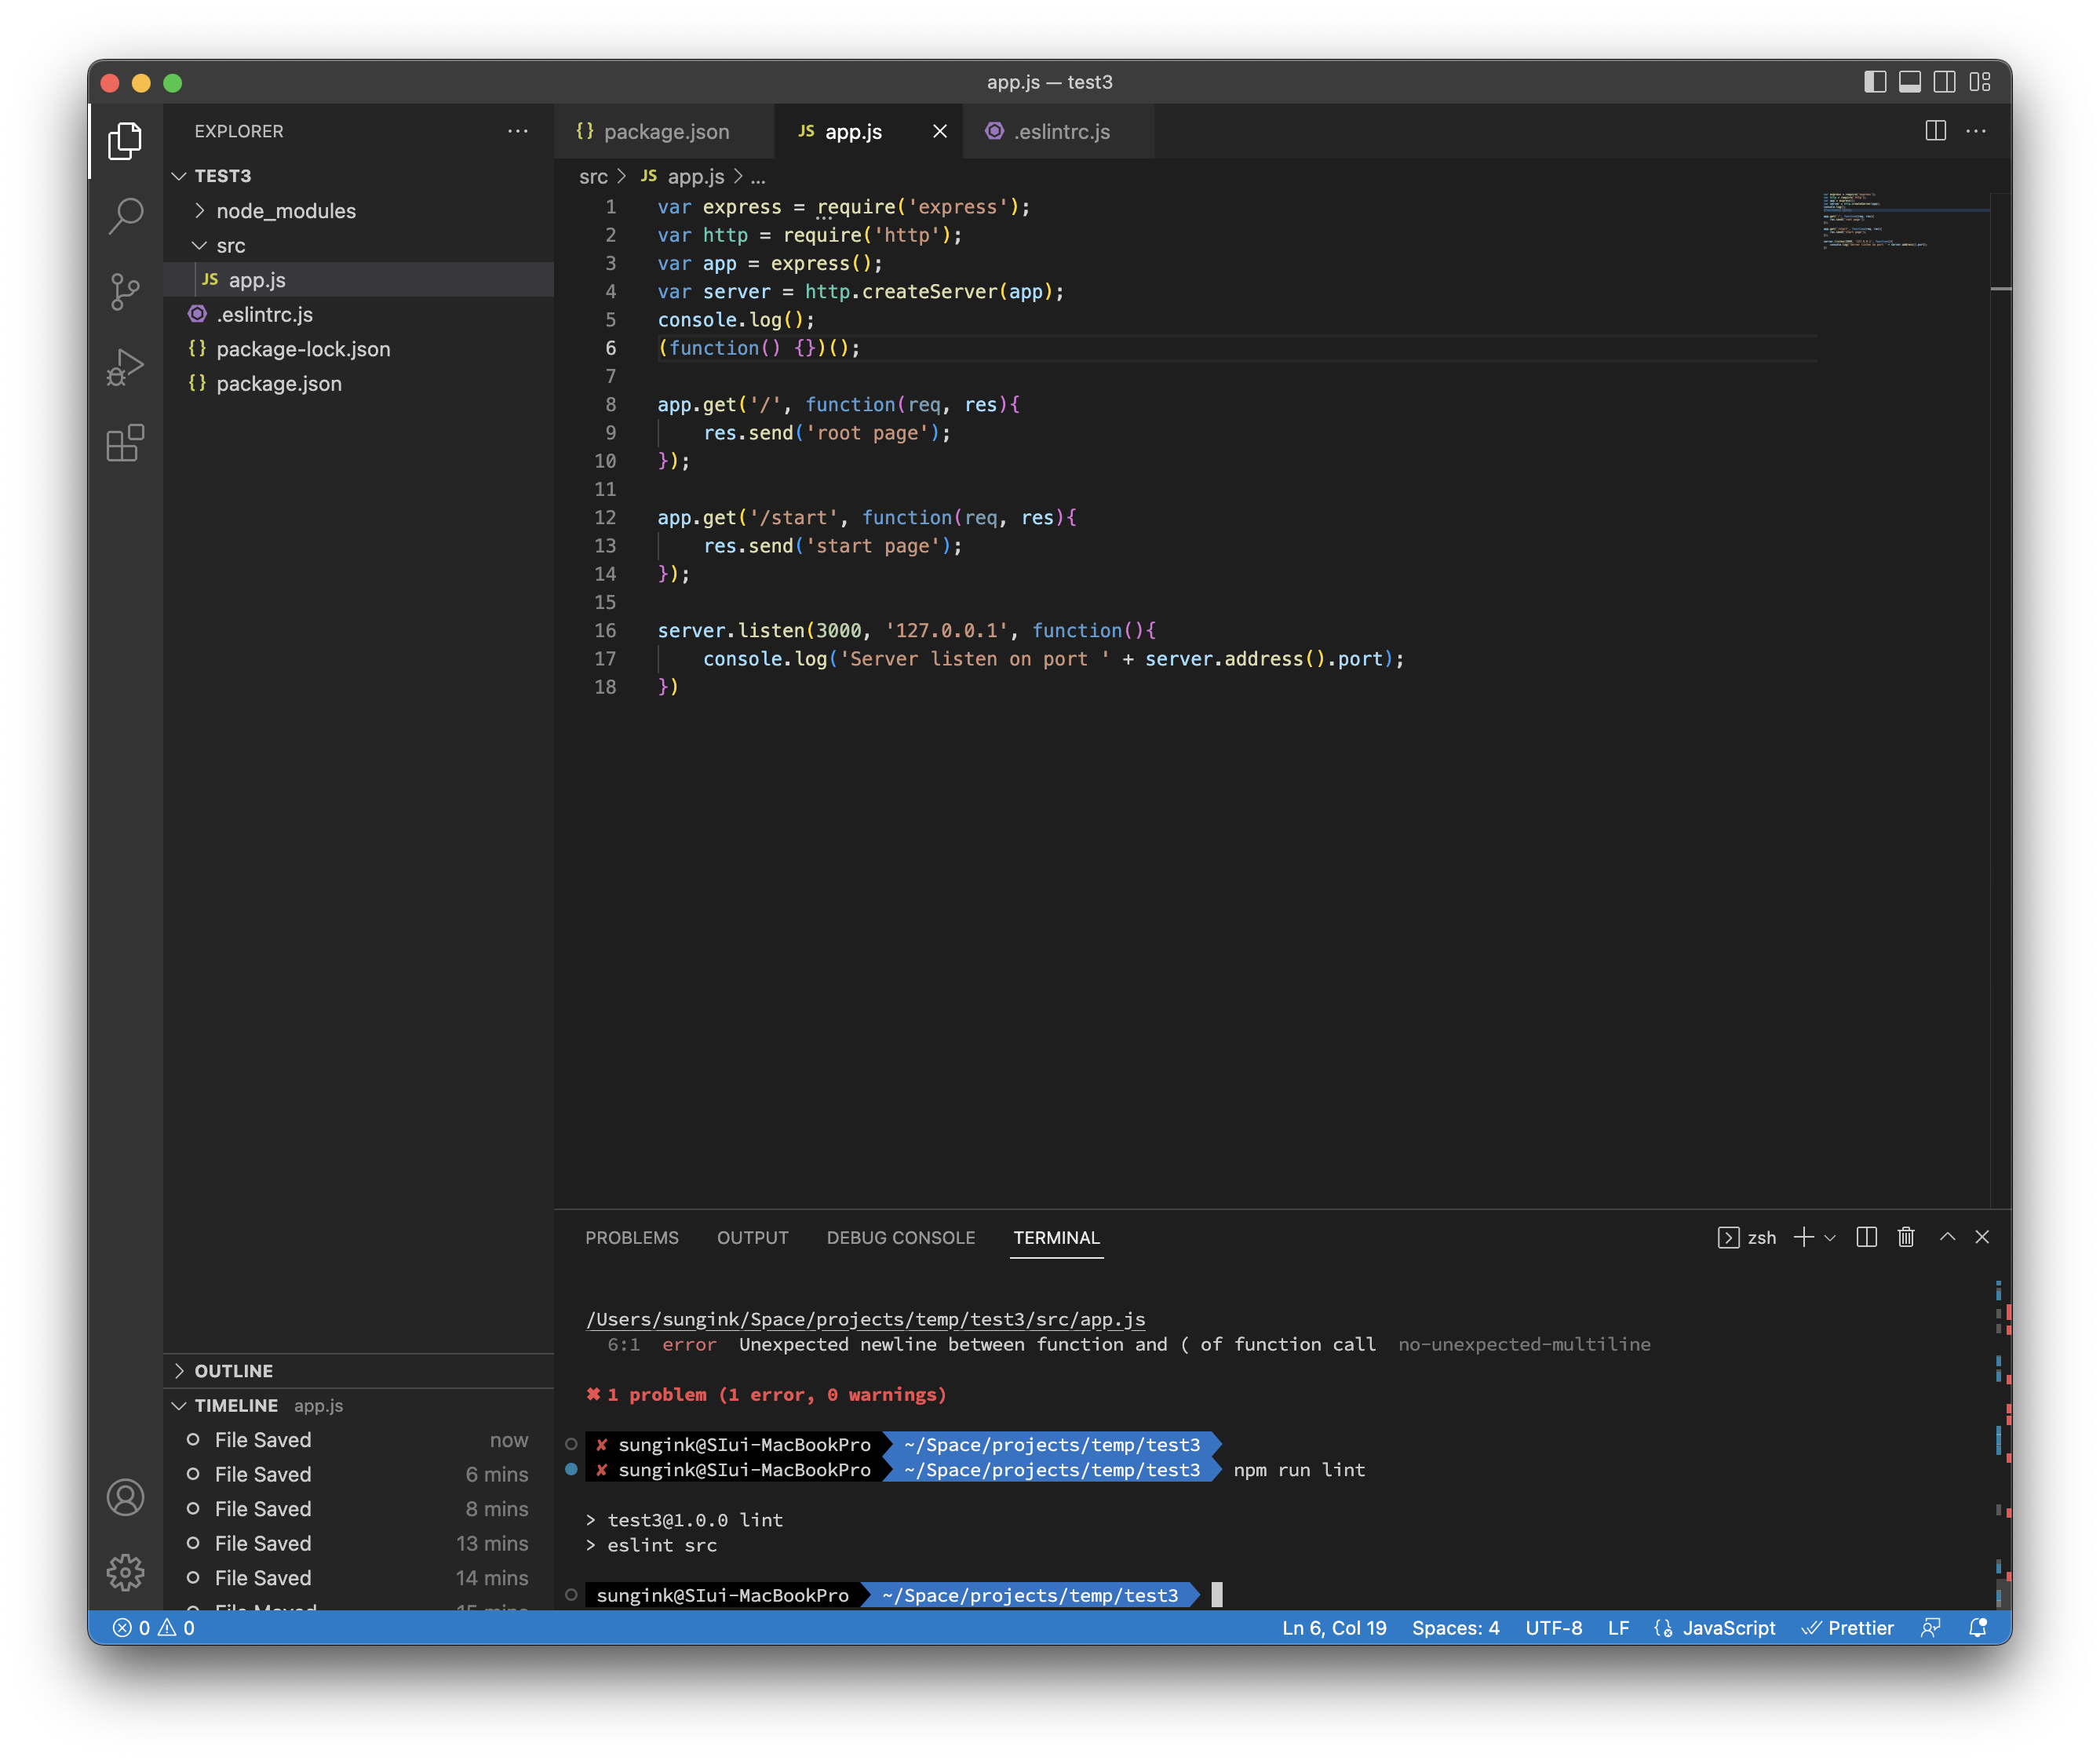 app.js — test3
EXPLORER
TEST3
node_modules
src
JS app.js
.eslintrc.js
{} package-lock.json
{} package.json
{} package.json
JS app.js
.eslintrc.js
src > JS app.js > ...
1 var express = require('express');
2 var http = require('http');
3 var app = express();
4 var server = http.createServer(app);
5 console.log();
6 (function() {})();
7
8 app.get('/', function(req, res){
9     res.send('root page');
10 });
11
12 app.get('/start', function(req, res){
13     res.send('start page');
14 });
15
16 server.listen(3000, '127.0.0.1', function(){
17     console.log('Server listen on port ' + server.address().port);
18 })
PROBLEMS OUTPUT DEBUG CONSOLE TERMINAL
zsh
/Users/sungink/Space/projects/temp/test3/src/app.js
6:1 error Unexpected newline between function and ( of function call no-unexpected-multiline
✖ 1 problem (1 error, 0 warnings)
✘ sungink@SIui-MacBookPro ~/Space/projects/temp/test3
✘ sungink@SIui-MacBookPro ~/Space/projects/temp/test3 npm run lint
> test3@1.0.0 lint
> eslint src
sungink@SIui-MacBookPro ~/Space/projects/temp/test3
OUTLINE
TIMELINE app.js
File Saved now
File Saved 6 mins
File Saved 8 mins
File Saved 13 mins
File Saved 14 mins
File Moved 15 mins
0 0
Ln 6, Col 19 Spaces: 4 UTF-8 LF JavaScript Prettier